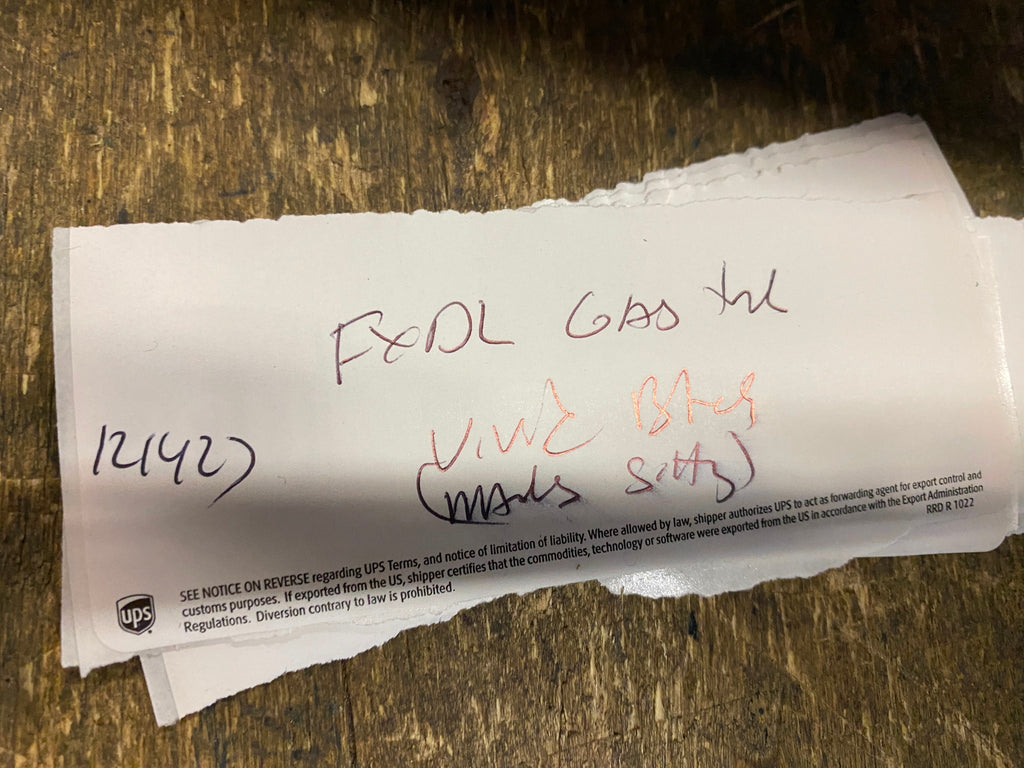 FXDL GAS tnk
12142
SEE NOTICE ON REVERSE regarding UPS Terms, and notice of limitation of liability. Where allowed by law, shipper authorizes UPS to act as forwarding agent for export control and
customs purposes. If exported from the US, shipper certifies that the commodities, technology or software were exported from the US in accordance with the Export Administration
Regulations. Diversion contrary to law is prohibited.
RRD R 1022
ups